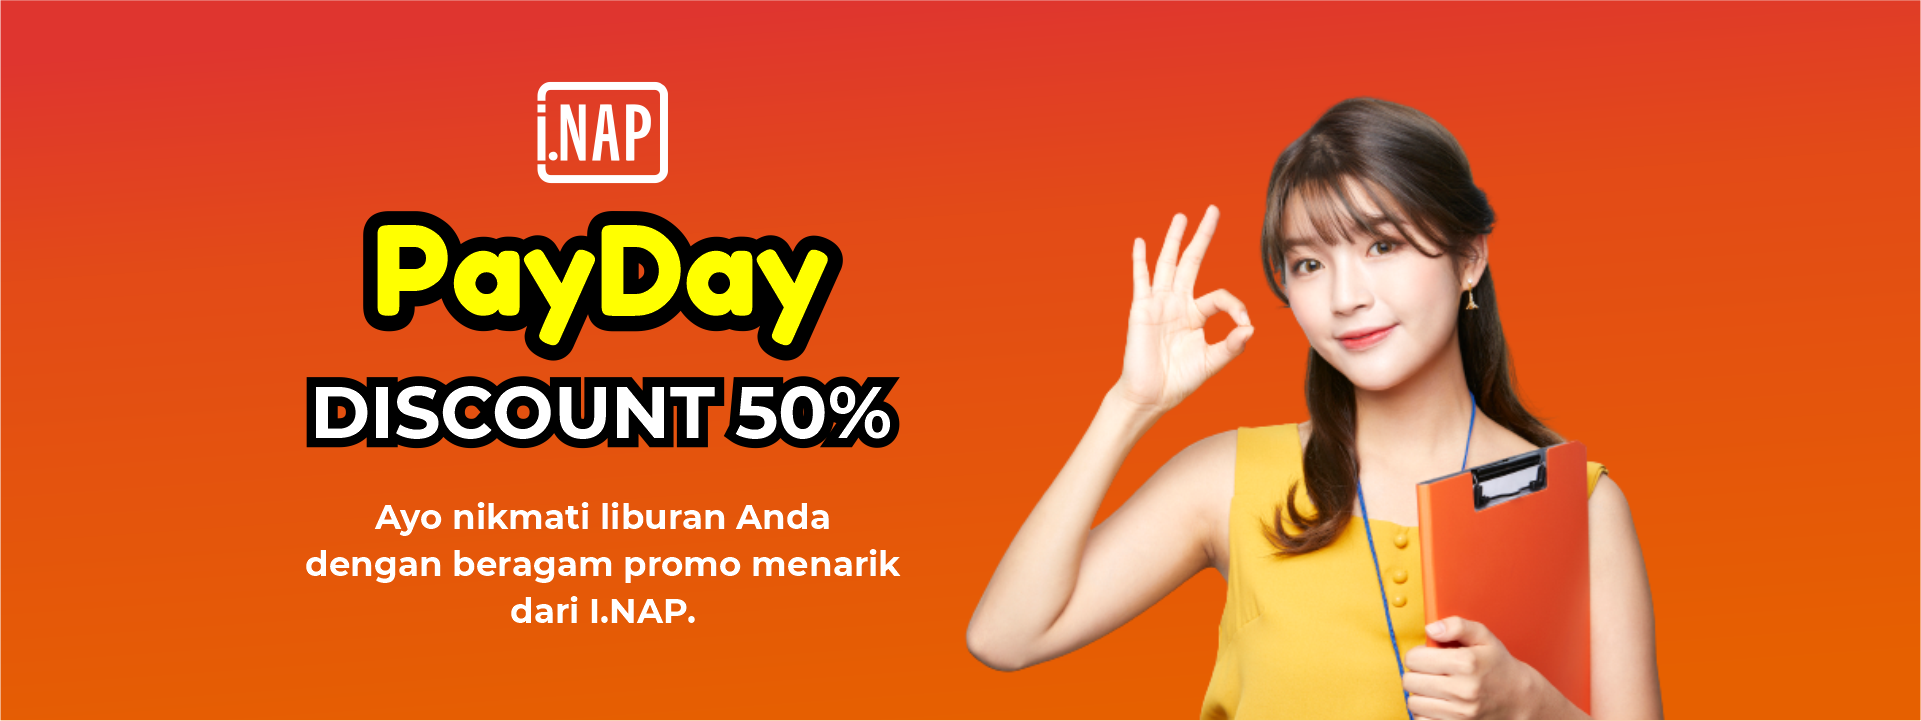 i.NAP
PayDay
DISCOUNT 50%
Ayo nikmati liburan Anda
dengan beragam promo menarik
dari I.NAP.